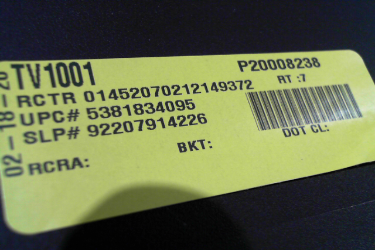 TV1001
P20008238
RCTR 01452070212149372
RT :7
UPC# 5381834095
SLP# 92207914226
DOT CL:
BKT:
RCRA:
02-18-20